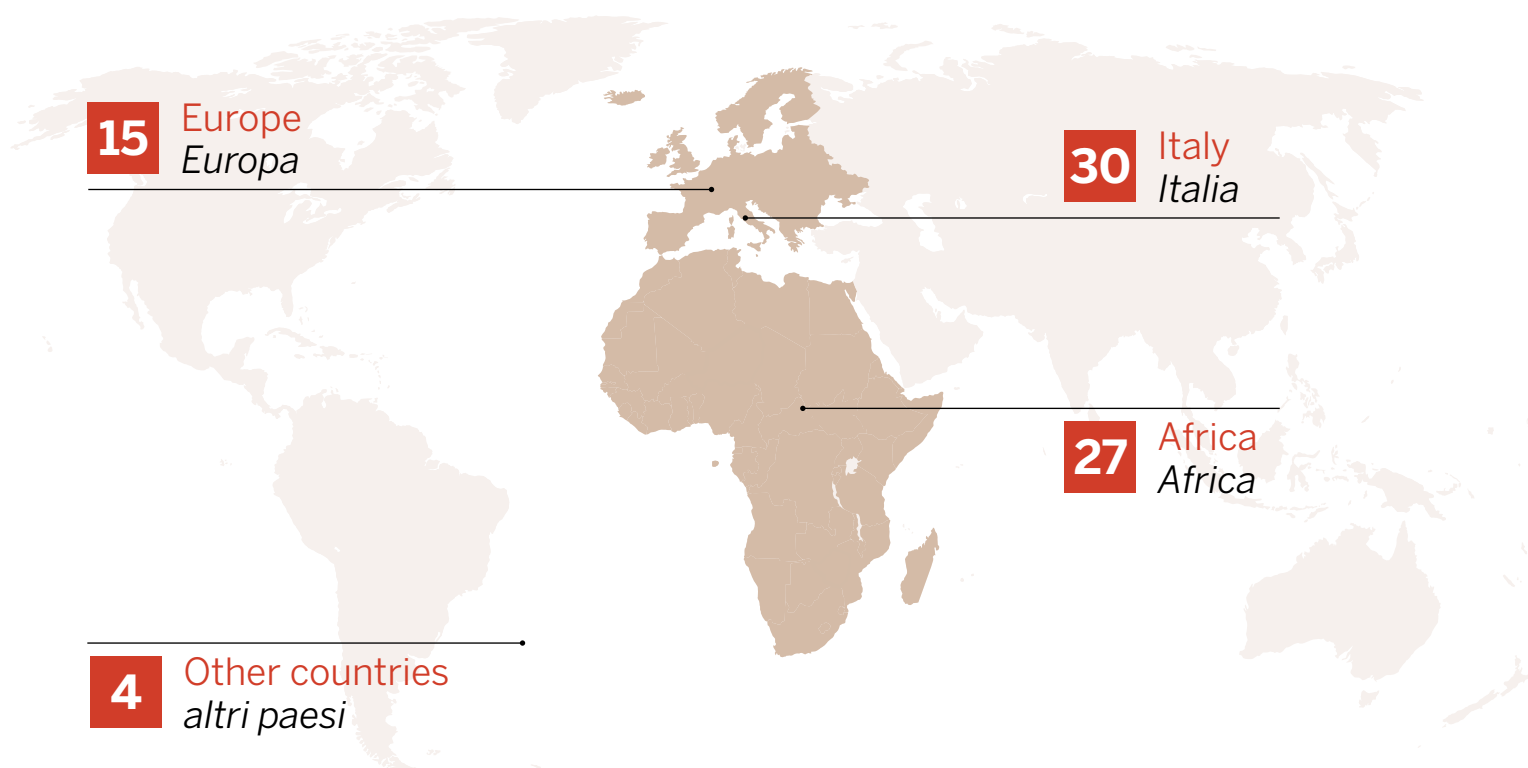 15
Europe
Europa
30
Italy
Italia
27
Africa
Africa
4
Other countries
altri paesi